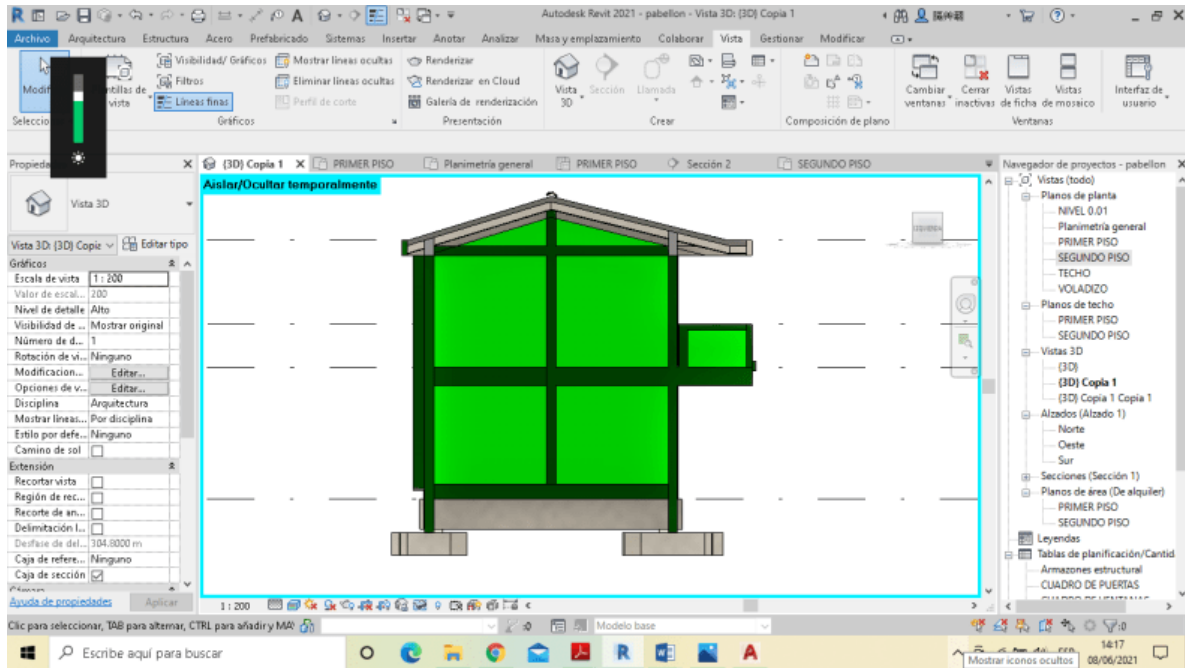 Autodesk Revit 2021 - pabellon - Vista 3D: {3D} Copia 1
Archivo Arquitectura Estructura Acero Prefabricado Sistemas Insertar Anotar Analizar Masa y emplazamiento Colaborar Vista Gestionar Modificar
Visibilidad/ Gráficos
Filtros
Líneas finas
Mostrar líneas ocultas
Eliminar líneas ocultas
Perfil de corte
Gráficos
Renderizar
Renderizar en Cloud
Galería de renderización
Presentación
Vista 3D
Sección
Llamada
Crear
Composición de plano
Cambiar ventanas
Cerrar inactivas
Vistas de ficha
Vistas de mosaico
Interfaz de usuario
Ventanas
{3D} Copia 1
PRIMER PISO
Planimetría general
PRIMER PISO
Sección 2
SEGUNDO PISO
Vista 3D
Vista 3D: {3D} Copie
Editar tipo
Gráficos
Escala de vista 1 : 200
Valor de escal... 200
Nivel de detalle Alto
Visibilidad de ... Mostrar original
Número de d... 1
Rotación de vi... Ninguno
Modificacion... Editar...
Opciones de v... Editar...
Disciplina Arquitectura
Mostrar líneas... Por disciplina
Estilo por defe... Ninguno
Camino de sol
Extensión
Recortar vista
Región de rec...
Recorte de an...
Delimitación l...
Desfase de del... 304.8000 m
Caja de refere... Ninguno
Caja de sección
Ayuda de propiedades
Aplicar
Aislar/Ocultar temporalmente
1 : 200
Navegador de proyectos - pabellon
Vistas (todo)
Planos de planta
NIVEL 0.01
Planimetría general
PRIMER PISO
SEGUNDO PISO
TECHO
VOLADIZO
Planos de techo
PRIMER PISO
SEGUNDO PISO
Vistas 3D
{3D}
{3D} Copia 1
{3D} Copia 1 Copia 1
Alzados (Alzado 1)
Norte
Oeste
Sur
Secciones (Sección 1)
Planos de área (De alquiler)
PRIMER PISO
SEGUNDO PISO
Leyendas
Tablas de planificación/Cantid
Armazones estructural
CUADRO DE PUERTAS
Clic para seleccionar, TAB para alternar, CTRL para añadir y MAY
:0
Modelo base
:0
Escribe aquí para buscar
Mostrar iconos ocultos
14:17
08/06/2021